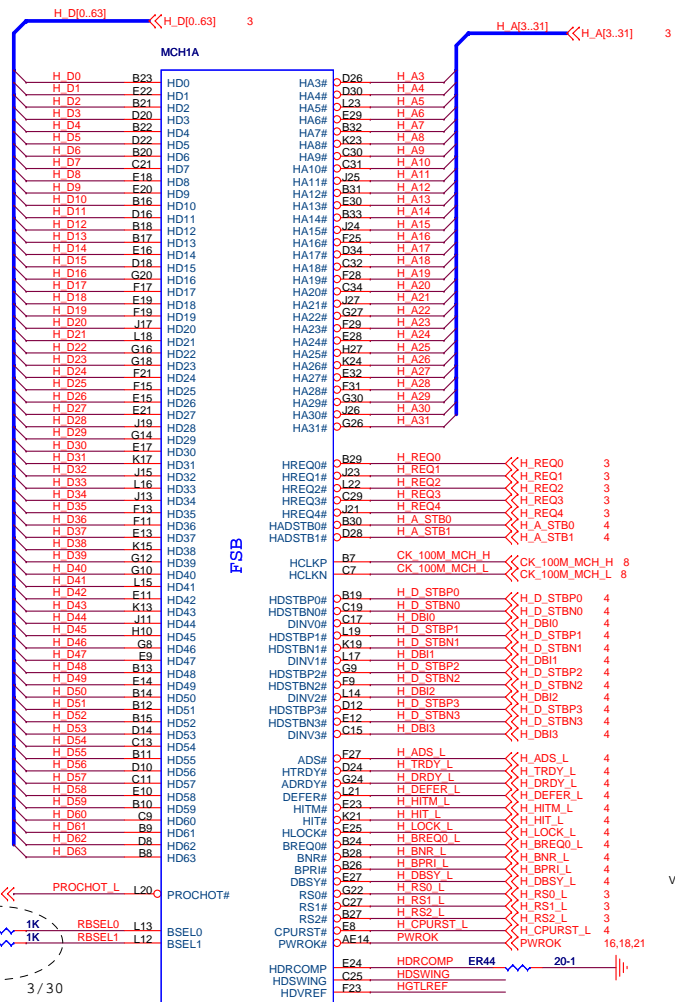 H_D[0..63] H_D[0..63] 3 H_A[3..31] H_A[3..31] 3
MCH1A
H_D0 B23 HD0 HA3# D26 H_A3
H_D1 E22 HD1 HA4# D30 H_A4
H_D2 B21 HD2 HA5# L23 H_A5
H_D3 D20 HD3 HA6# E29 H_A6
H_D4 B22 HD4 HA7# B32 H_A7
H_D5 D22 HD5 HA8# K23 H_A8
H_D6 B20 HD6 HA9# C30 H_A9
H_D7 C21 HD7 HA10# C31 H_A10
H_D8 E18 HD8 HA11# J25 H_A11
H_D9 E20 HD9 HA12# B31 H_A12
H_D10 B16 HD10 HA13# E30 H_A13
H_D11 D16 HD11 HA14# B33 H_A14
H_D12 B18 HD12 HA15# J24 H_A15
H_D13 B17 HD13 HA16# F25 H_A16
H_D14 E16 HD14 HA17# D34 H_A17
H_D15 D18 HD15 HA18# C32 H_A18
H_D16 G20 HD16 HA19# F28 H_A19
H_D17 F17 HD17 HA20# C34 H_A20
H_D18 E19 HD18 HA21# J27 H_A21
H_D19 F19 HD19 HA22# G27 H_A22
H_D20 J17 HD20 HA23# F29 H_A23
H_D21 L18 HD21 HA24# E28 H_A24
H_D22 G16 HD22 HA25# H27 H_A25
H_D23 G18 HD23 HA26# K24 H_A26
H_D24 F21 HD24 HA27# E32 H_A27
H_D25 F15 HD25 HA28# F31 H_A28
H_D26 E15 HD26 HA29# G30 H_A29
H_D27 E21 HD27 HA30# J26 H_A30
H_D28 J19 HD28 HA31# G26 H_A31
H_D29 G14 HD29
H_D30 E17 HD30
H_D31 K17 HD31 HREQ0# B29 H_REQ0 H_REQ0 3
H_D32 J15 HD32 HREQ1# J23 H_REQ1 H_REQ1 3
H_D33 L16 HD33 HREQ2# L22 H_REQ2 H_REQ2 3
H_D34 J13 HD34 HREQ3# C29 H_REQ3 H_REQ3 3
H_D35 F13 HD35 HREQ4# J21 H_REQ4 H_REQ4 3
H_D36 F11 HD36 HADSTB0# B30 H_A_STB0 H_A_STB0 4
H_D37 E13 HD37 HADSTB1# D28 H_A_STB1 H_A_STB1 4
H_D38 K15 HD38
H_D39 G12 HD39 HCLKP B7 CK_100M_MCH_H CK_100M_MCH_H 8
H_D40 G10 HD40 HCLKN C7 CK_100M_MCH_L CK_100M_MCH_L 8
FSB
H_D41 L15 HD41
H_D42 E11 HD42 HDSTBP0# B19 H_D_STBP0 H_D_STBP0 4
H_D43 K13 HD43 HDSTBN0# C19 H_D_STBN0 H_D_STBN0 4
H_D44 J11 HD44 DINV0# C17 H_DBI0 H_DBI0 4
H_D45 H10 HD45 HDSTBP1# L19 H_D_STBP1 H_D_STBP1 4
H_D46 G8 HD46 HDSTBN1# K19 H_D_STBN1 H_D_STBN1 4
H_D47 E9 HD47 DINV1# L17 H_DBI1 H_DBI1 4
H_D48 B13 HD48 HDSTBP2# G9 H_D_STBP2 H_D_STBP2 4
H_D49 E14 HD49 HDSTBN2# F9 H_D_STBN2 H_D_STBN2 4
H_D50 B14 HD50 DINV2# L14 H_DBI2 H_DBI2 4
H_D51 B12 HD51 HDSTBP3# D12 H_D_STBP3 H_D_STBP3 4
H_D52 B15 HD52 HDSTBN3# E12 H_D_STBN3 H_D_STBN3 4
H_D53 D14 HD53 DINV3# C15 H_DBI3 H_DBI3 4
H_D54 C13 HD54
H_D55 B11 HD55 ADS# F27 H_ADS_L H_ADS_L 4
H_D56 D10 HD56 HTRDY# D24 H_TRDY_L H_TRDY_L 4
H_D57 C11 HD57 ADRDY# G24 H_DRDY_L H_DRDY_L 4
H_D58 E10 HD58 DEFER# L21 H_DEFER_L H_DEFER_L 4
H_D59 B10 HD59 HITM# E23 H_HITM_L H_HITM_L 4
H_D60 C9 HD60 HIT# K21 H_HIT_L H_HIT_L 4
H_D61 B9 HD61 HLOCK# E25 H_LOCK_L H_LOCK_L 4
H_D62 D8 HD62 BREQ0# B24 H_BREQ0_L H_BREQ0_L 4
H_D63 B8 HD63 BNR# B28 H_BNR_L H_BNR_L 4
BPRI# B26 H_BPRI_L H_BPRI_L 4
DBSY# E27 H_DBSY_L H_DBSY_L 4
PROCHOT_L L20 PROCHOT# RS0# G22 H_RS0_L H_RS0_L 3
RS1# C27 H_RS1_L H_RS1_L 3
RS2# B27 H_RS2_L H_RS2_L 3
1K RBSEL0 L13 BSEL0 CPURST# E8 H_CPURST_L H_CPURST_L 4
1K RBSEL1 L12 BSEL1 PWROK# AE14 PWROK PWROK 16,18,21
HDRCOMP E24 HDRCOMP ER44 20-1
HDSWING C25 HDSWING
HDVREF F23 HGTLREF
3/30
V